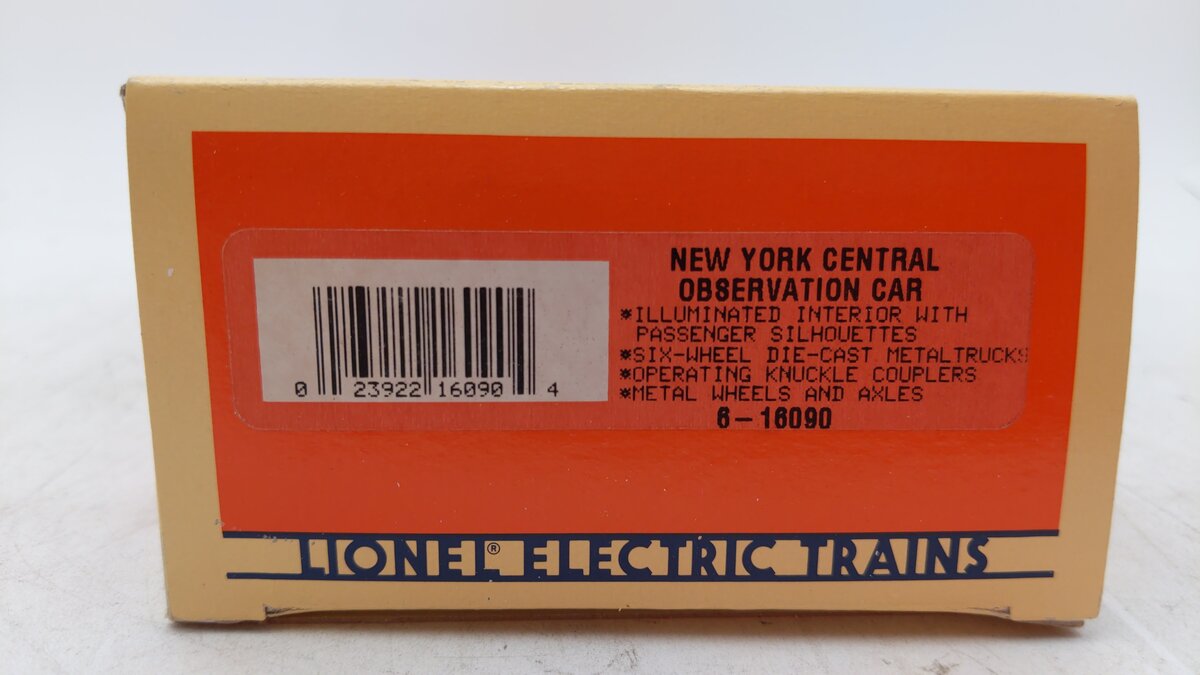 NEW YORK CENTRAL
OBSERVATION CAR
*ILLUMINATED INTERIOR WITH
PASSENGER SILHOUETTES
*SIX-WHEEL DIE-CAST METALTRUCKS
*OPERATING KNUCKLE COUPLERS
*METAL WHEELS AND AXLES
6-16090
0 23922 16090 4
LIONEL® ELECTRIC TRAINS